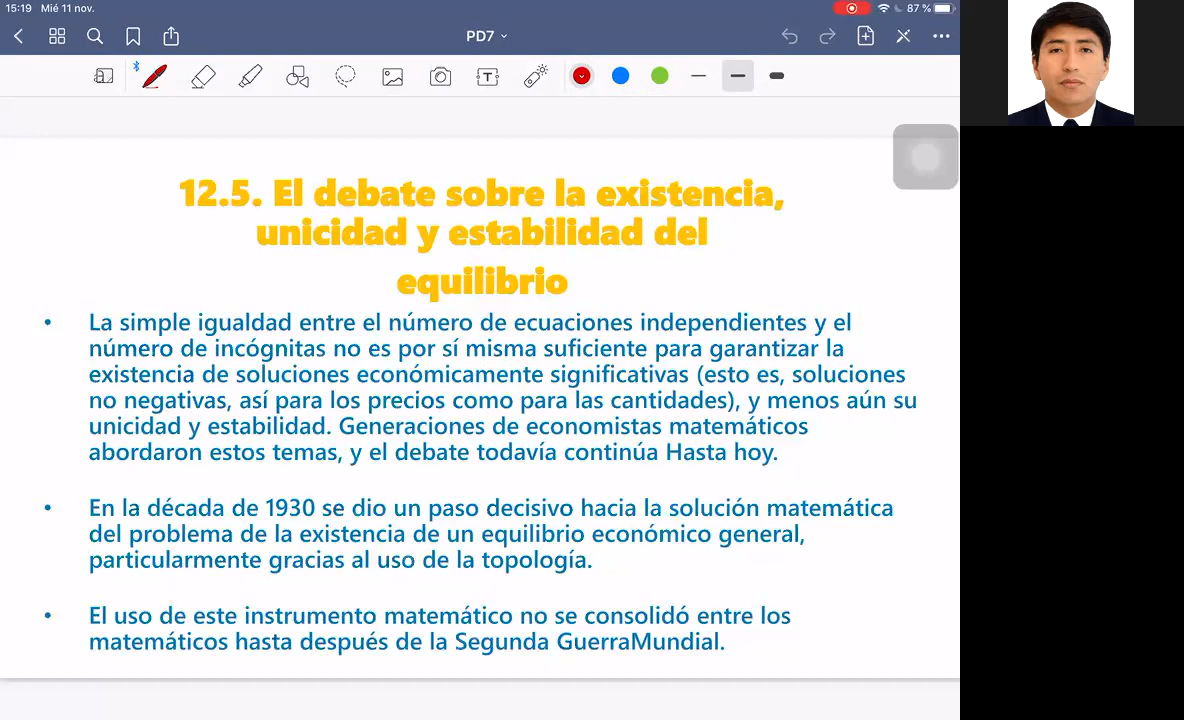 15:19 Mié 11 nov.
87 %
PD7
T
12.5. El debate sobre la existencia,
unicidad y estabilidad del
equilibrio
• La simple igualdad entre el número de ecuaciones independientes y el
número de incógnitas no es por sí misma suficiente para garantizar la
existencia de soluciones económicamente significativas (esto es, soluciones
no negativas, así para los precios como para las cantidades), y menos aún su
unicidad y estabilidad. Generaciones de economistas matemáticos
abordaron estos temas, y el debate todavía continúa Hasta hoy.
• En la década de 1930 se dio un paso decisivo hacia la solución matemática
del problema de la existencia de un equilibrio económico general,
particularmente gracias al uso de la topología.
• El uso de este instrumento matemático no se consolidó entre los
matemáticos hasta después de la Segunda GuerraMundial.